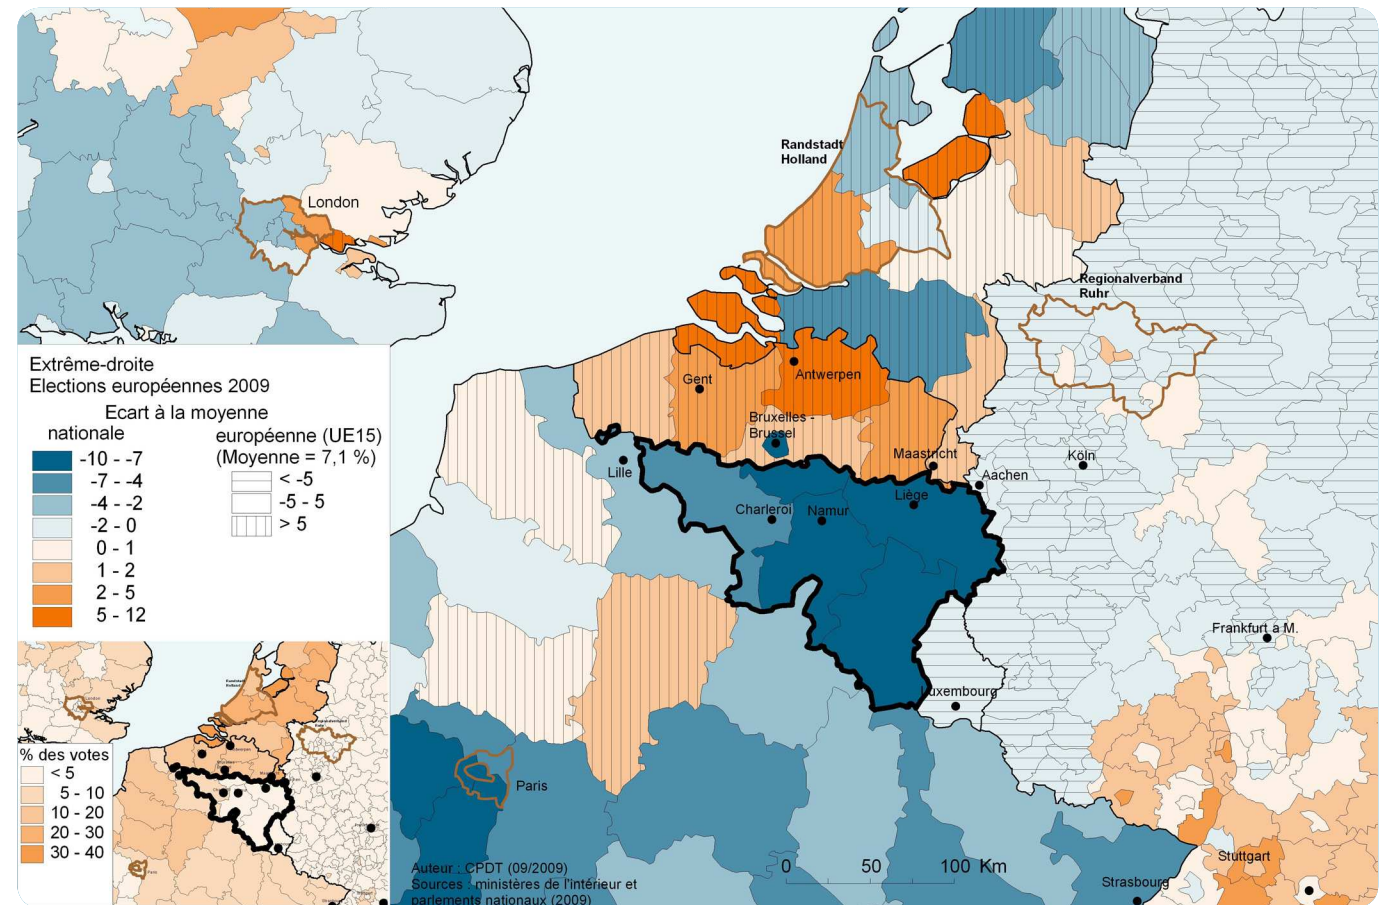 Randstadt
Holland
London
Regionalverband
Ruhr
Extrême-droite
Elections européennes 2009
Ecart à la moyenne
nationale
européenne (UE15)
(Moyenne = 7,1 %)
-10 - -7
-7 - -4
-4 - -2
-2 - 0
0 - 1
1 - 2
2 - 5
5 - 12
< -5
-5 - 5
> 5
Gent
Antwerpen
Bruxelles -
Brussel
Maastricht
Lille
Aachen
Köln
Liège
Charleroi
Namur
Frankfurt a M.
Luxembourg
Paris
Strasbourg
Stuttgart
% des votes
< 5
5 - 10
10 - 20
20 - 30
30 - 40
0 50 100 Km
Auteur : CPDT (09/2009)
Sources : ministères de l'intérieur et
parlements nationaux (2009)